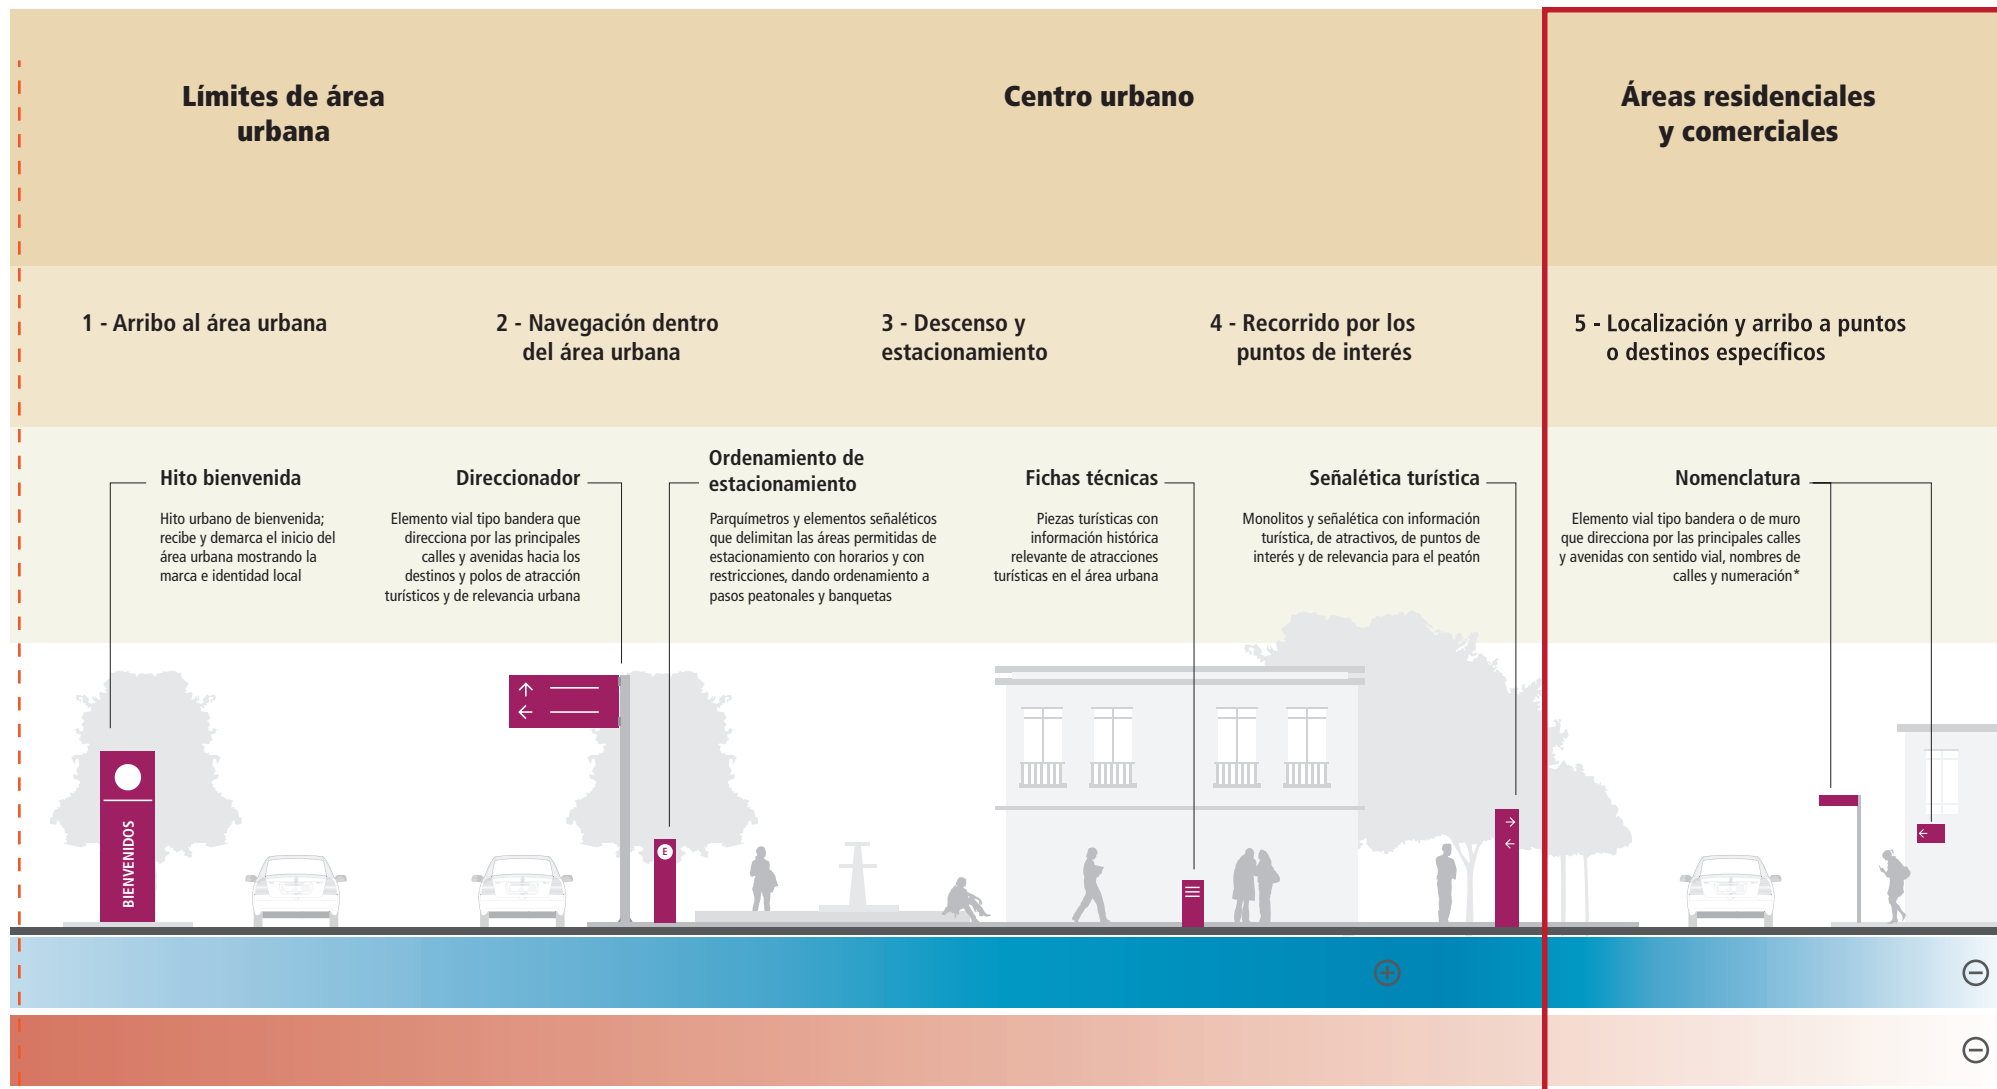 Límites de área
urbana
Centro urbano
Áreas residenciales
y comerciales
1 - Arribo al área urbana
2 - Navegación dentro
del área urbana
3 - Descenso y
estacionamiento
4 - Recorrido por los
puntos de interés
5 - Localización y arribo a puntos
o destinos específicos
Hito bienvenida
Hito urbano de bienvenida;
recibe y demarca el inicio del
área urbana mostrando la
marca e identidad local
Direccionador
Elemento vial tipo bandera que
direcciona por las principales
calles y avenidas hacia los
destinos y polos de atracción
turísticos y de relevancia urbana
Ordenamiento de
estacionamiento
Parquímetros y elementos señaléticos
que delimitan las áreas permitidas de
estacionamiento con horarios y con
restricciones, dando ordenamiento a
pasos peatonales y banquetas
Fichas técnicas
Piezas turísticas con
información histórica
relevante de atracciones
turísticas en el área urbana
Señalética turística
Monolitos y señalética con información
turística, de atractivos, de puntos de
interés y de relevancia para el peatón
Nomenclatura
Elemento vial tipo bandera o de muro
que direcciona por las principales calles
y avenidas con sentido vial, nombres de
calles y numeración*
BIENVENIDOS
E